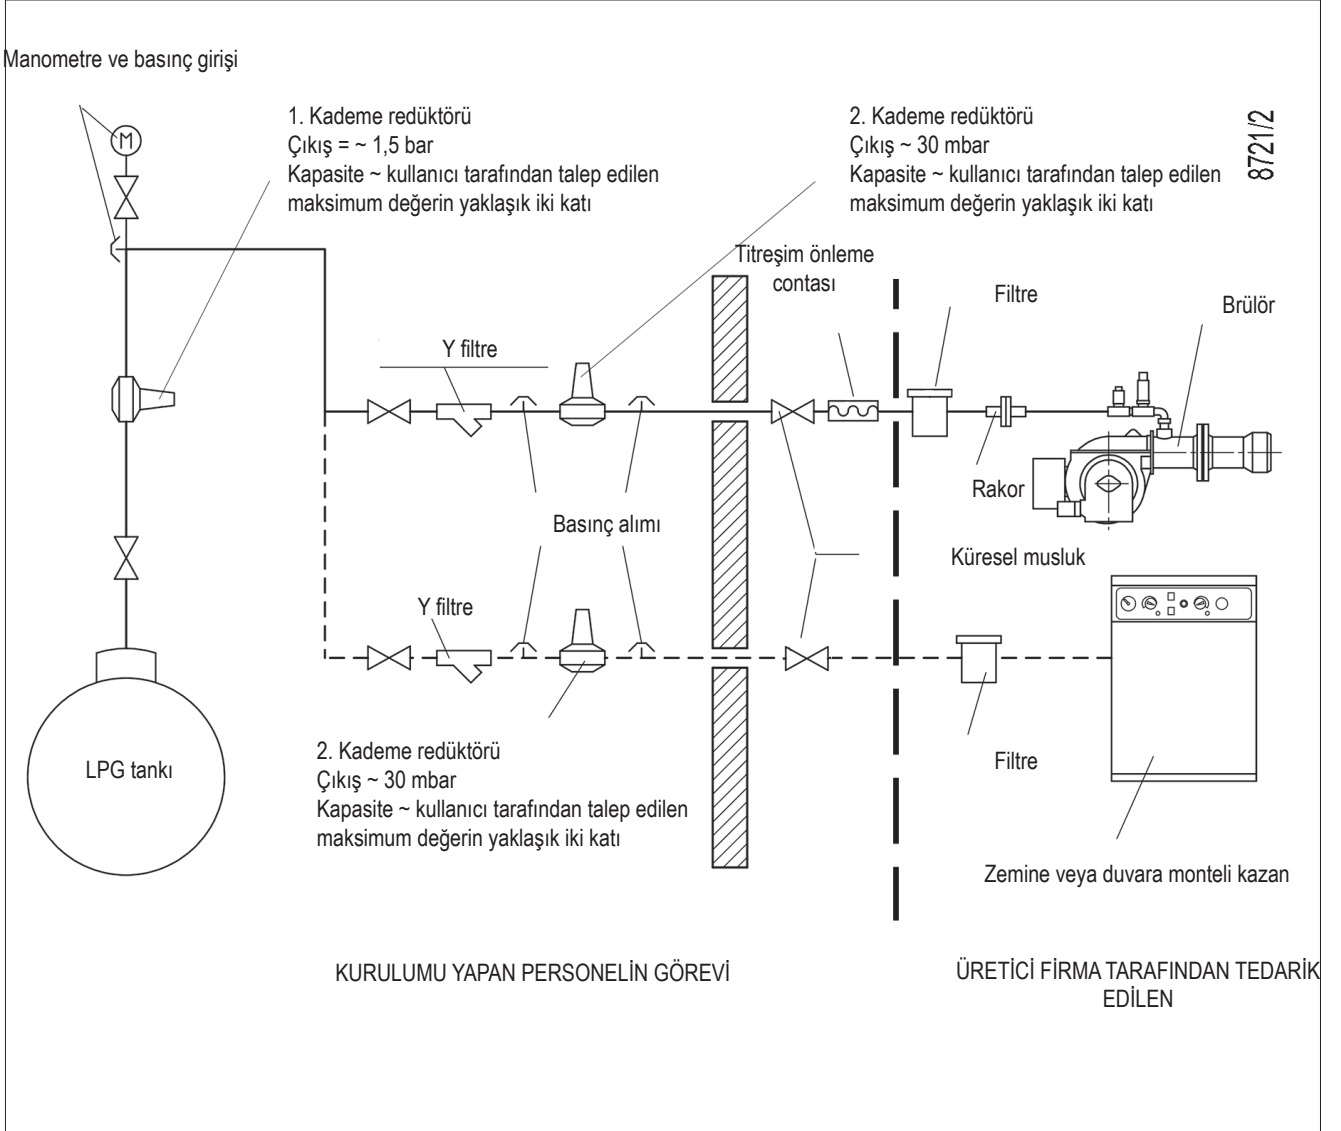 Manometre ve basınç girişi
M
1. Kademe redüktörü
Çıkış = ~ 1,5 bar
Kapasite ~ kullanıcı tarafından talep edilen
maksimum değerin yaklaşık iki katı
2. Kademe redüktörü
Çıkış ~ 30 mbar
Kapasite ~ kullanıcı tarafından talep edilen
maksimum değerin yaklaşık iki katı
8721/2
Titreşim önleme
contası
Filtre
Brülör
Y filtre
Rakor
Basınç alımı
Küresel musluk
Y filtre
LPG tankı
2. Kademe redüktörü
Çıkış ~ 30 mbar
Kapasite ~ kullanıcı tarafından talep edilen
maksimum değerin yaklaşık iki katı
Filtre
Zemine veya duvara monteli kazan
KURULUMU YAPAN PERSONELİN GÖREVİ
ÜRETİCİ FİRMA TARAFINDAN TEDARİK
EDİLEN